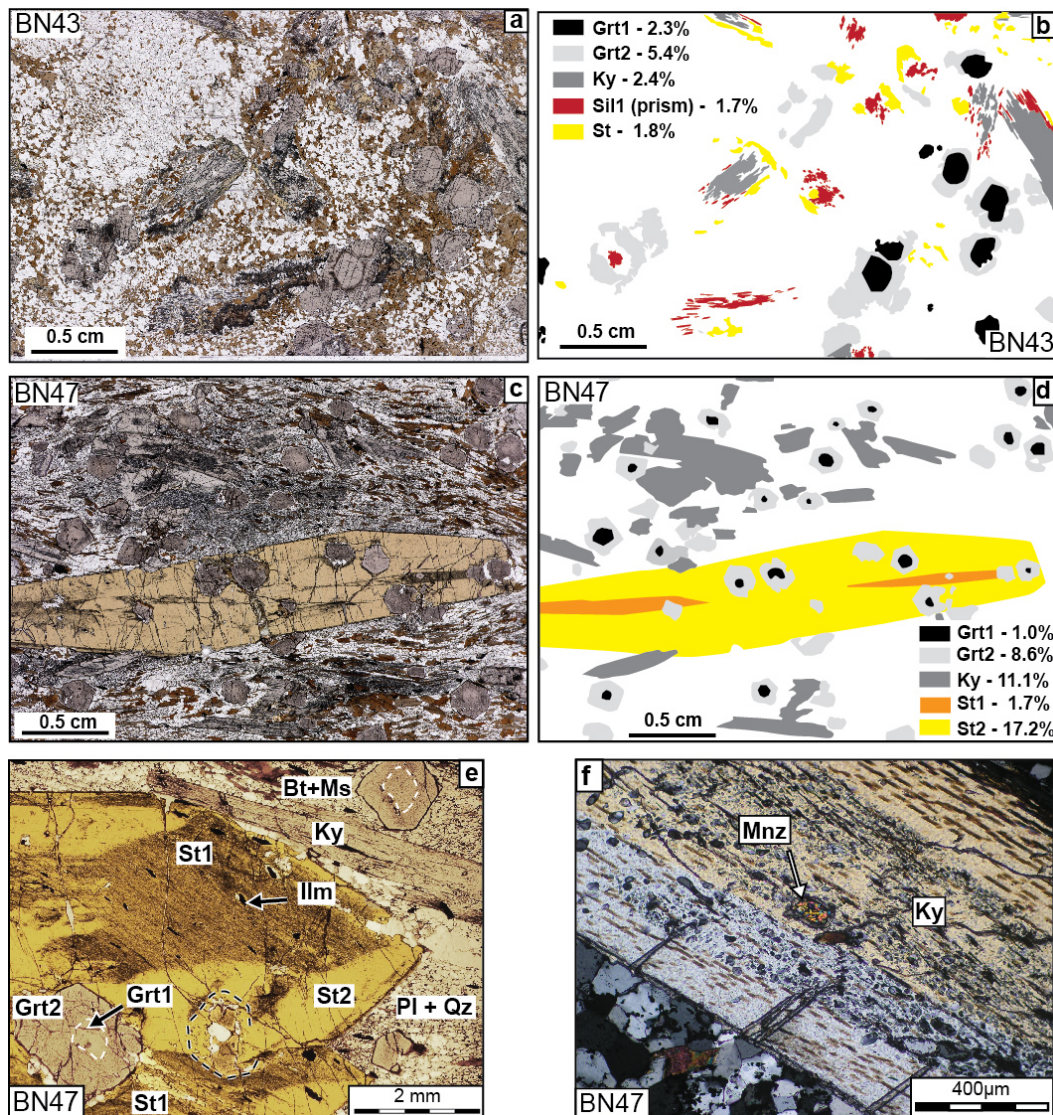 BN43
a
0.5 cm
b
Grt1 - 2.3%
Grt2 - 5.4%
Ky - 2.4%
Sil1 (prism) - 1.7%
St - 1.8%
0.5 cm
BN43
BN47
c
0.5 cm
BN47
d
Grt1 - 1.0%
Grt2 - 8.6%
Ky - 11.1%
St1 - 1.7%
St2 - 17.2%
0.5 cm
e
Bt+Ms
Ky
St1
Ilm
Grt1
Grt2
St2
Pl + Qz
St1
BN47
2 mm
f
Mnz
Ky
BN47
400µm